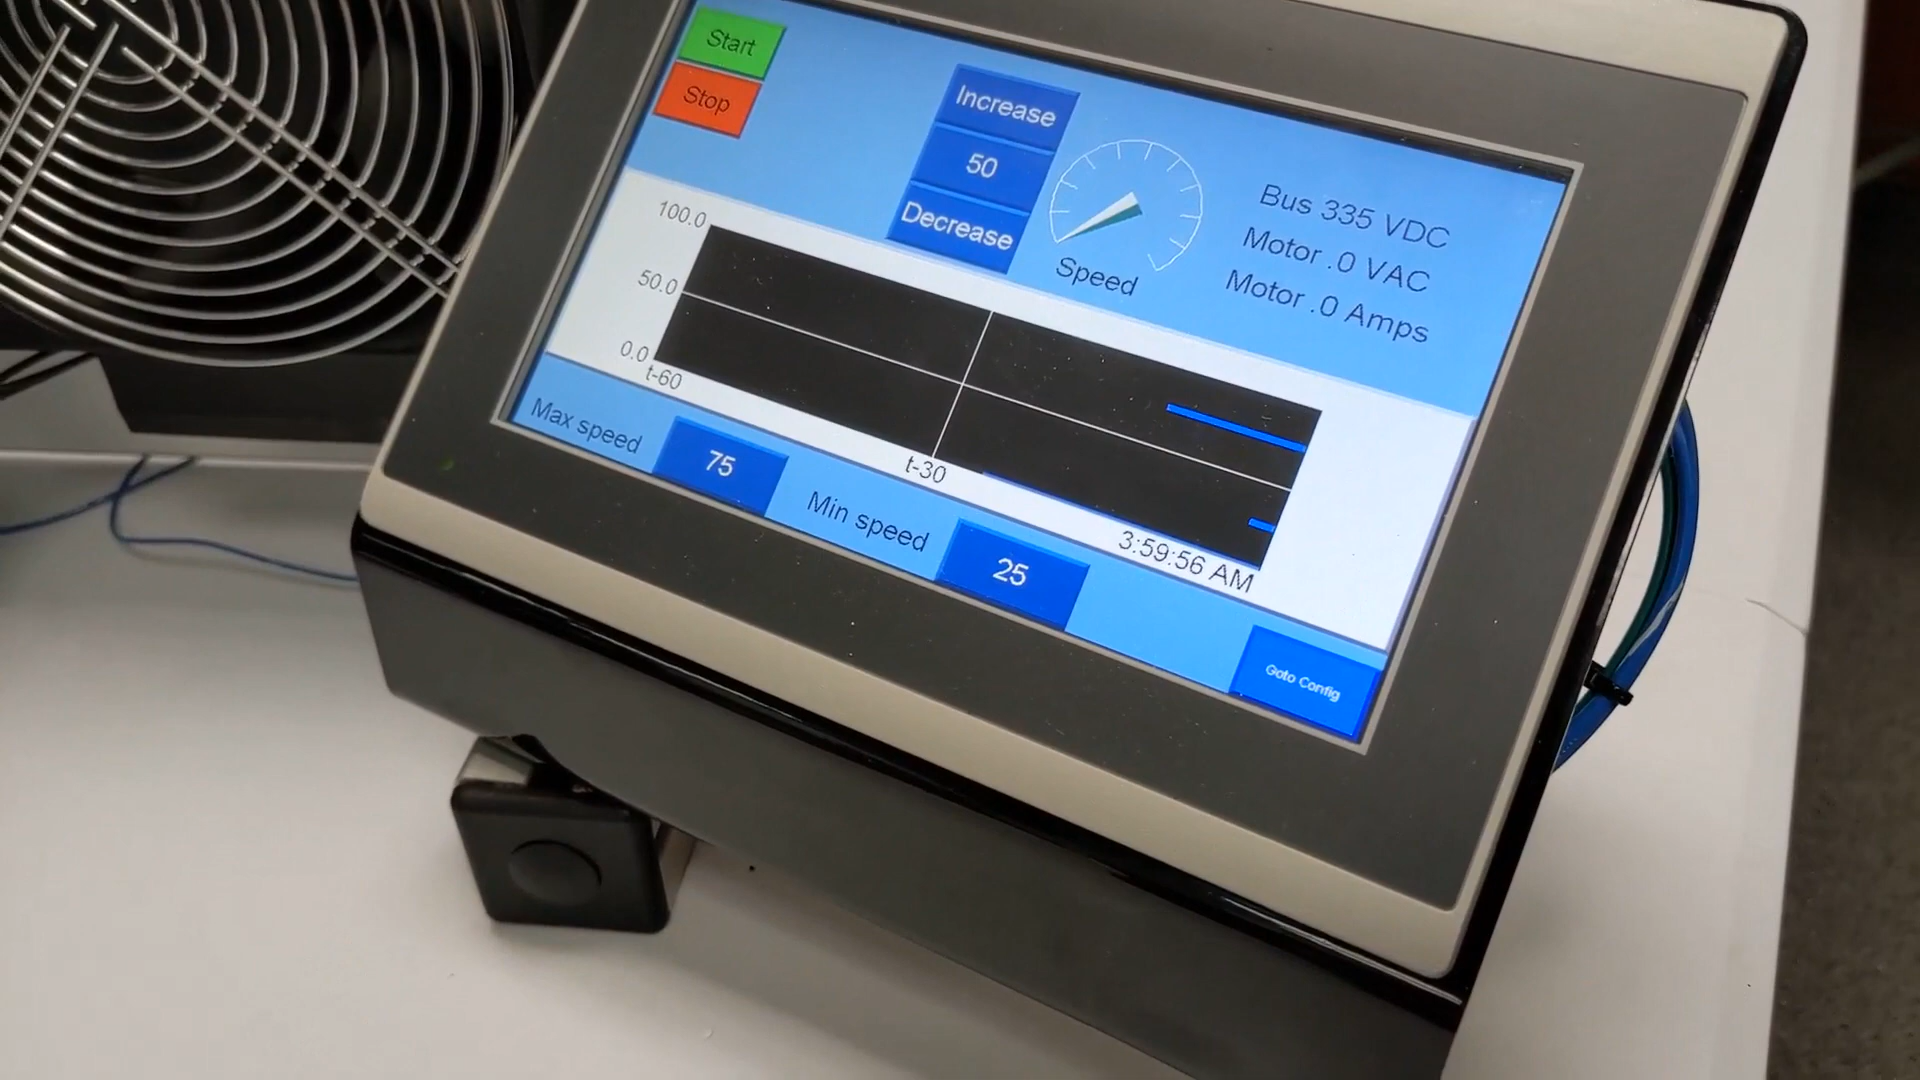 Start
Stop
Increase
50
Decrease
Speed
Bus 335 VDC
Motor .0 VAC
Motor .0 Amps
100.0
50.0
0.0
t-60
t-30
3:59:56 AM
Max speed
75
Min speed
25
Goto Config